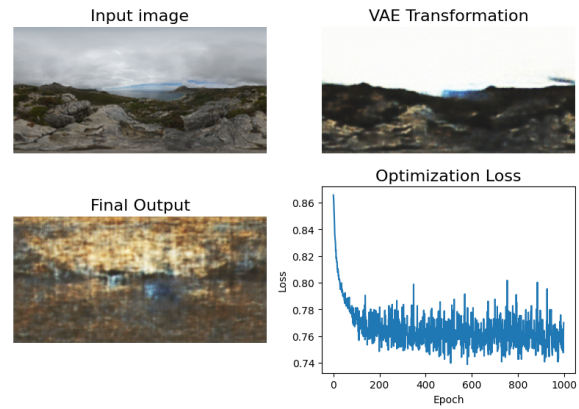 Input image
VAE Transformation
Final Output
Optimization Loss
0.86
0.84
0.82
0.80
0.78
0.76
0.74
Loss
0 200 400 600 800 1000
Epoch